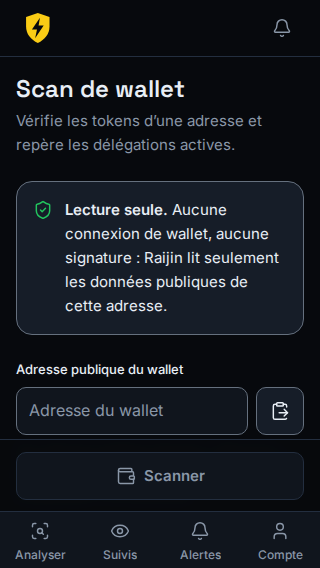 Scan de wallet
Vérifie les tokens d’une adresse et
repère les délégations actives.
Lecture seule. Aucune
connexion de wallet, aucune
signature : Raijin lit seulement
les données publiques de
cette adresse.
Adresse publique du wallet
Adresse du wallet
Scanner
Analyser
Suivis
Alertes
Compte